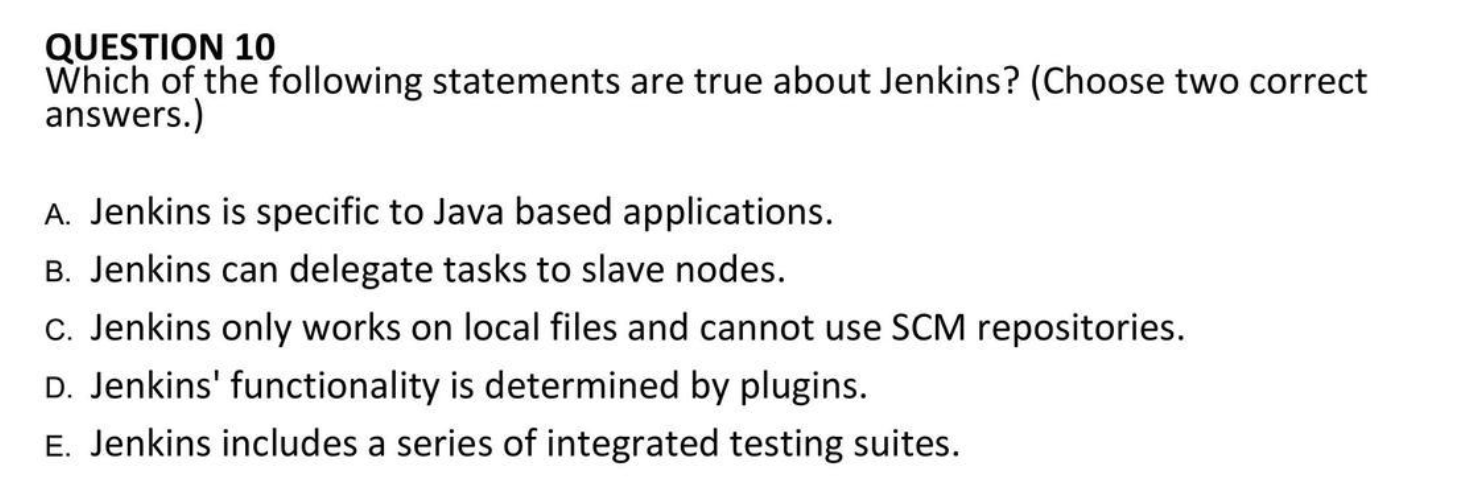 QUESTION 10
Which of the following statements are true about Jenkins? (Choose two correct
answers.)
A. Jenkins is specific to Java based applications.
B. Jenkins can delegate tasks to slave nodes.
C. Jenkins only works on local files and cannot use SCM repositories.
D. Jenkins' functionality is determined by plugins.
E. Jenkins includes a series of integrated testing suites.